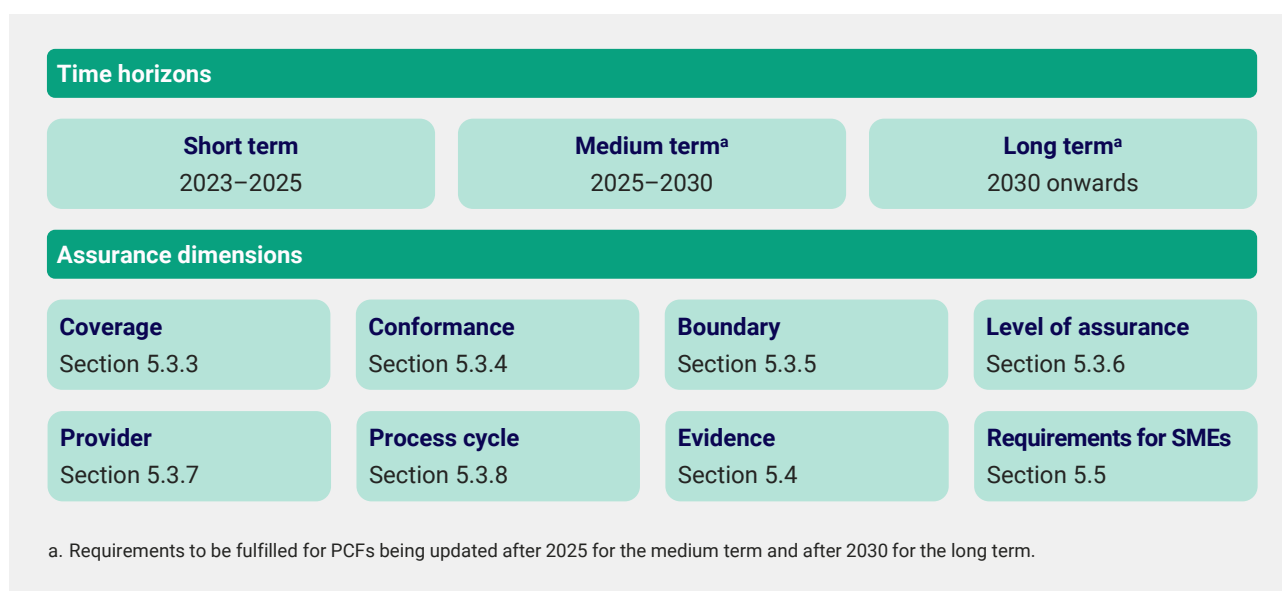 Time horizons
Short term
2023–2025
Medium termᵃ
2025–2030
Long termᵃ
2030 onwards
Assurance dimensions
Coverage
Section 5.3.3
Conformance
Section 5.3.4
Boundary
Section 5.3.5
Level of assurance
Section 5.3.6
Provider
Section 5.3.7
Process cycle
Section 5.3.8
Evidence
Section 5.4
Requirements for SMEs
Section 5.5
a. Requirements to be fulfilled for PCFs being updated after 2025 for the medium term and after 2030 for the long term.